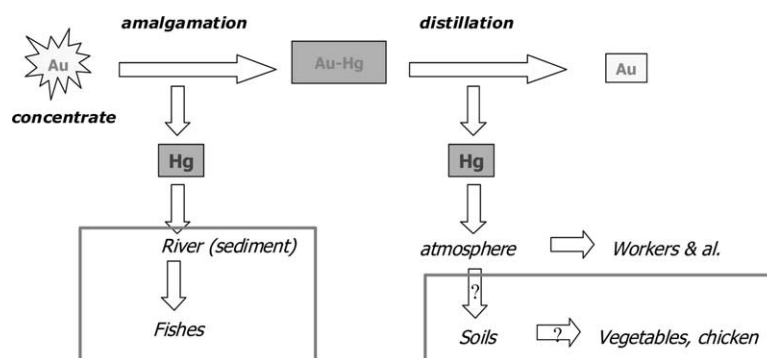 amalgamation
distillation
Au
Au-Hg
Au
concentrate
Hg
Hg
River (sediment)
atmosphere
Workers & al.
?
Fishes
Soils
?
Vegetables, chicken